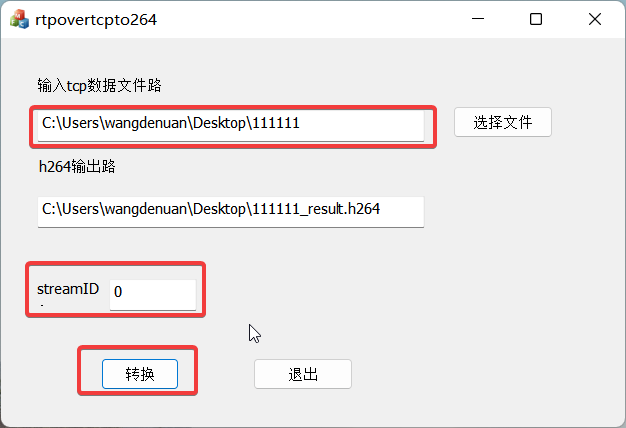 rtpovertcpto264
输入tcp数据文件路
C:\Users\wangdenuan\Desktop\111111
选择文件
h264输出路
C:\Users\wangdenuan\Desktop\111111_result.h264
streamID
0
转换
退出